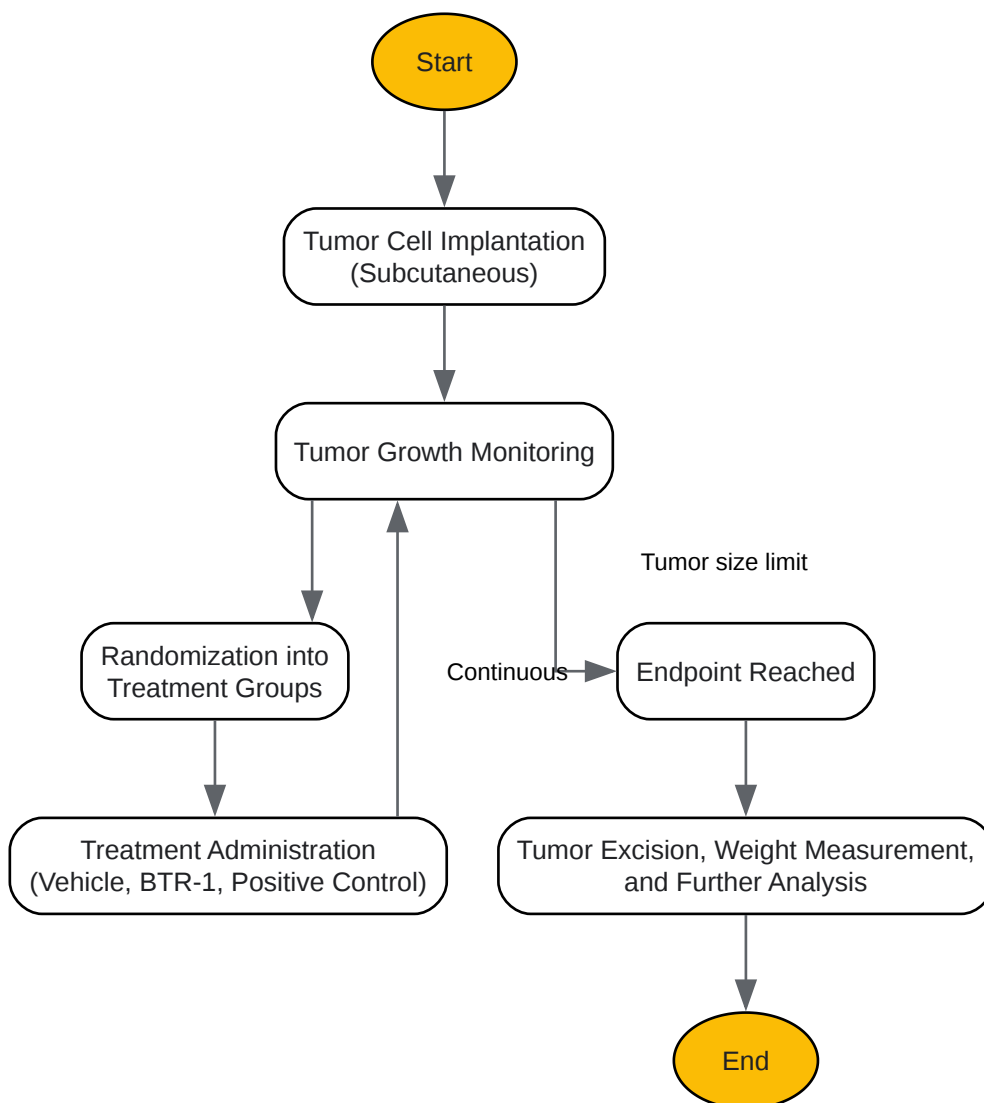 Start
Tumor Cell Implantation
(Subcutaneous)
Tumor Growth Monitoring
Tumor size limit
Randomization into
Treatment Groups
Continuous
Endpoint Reached
Treatment Administration
(Vehicle, BTR-1, Positive Control)
Tumor Excision, Weight Measurement,
and Further Analysis
End